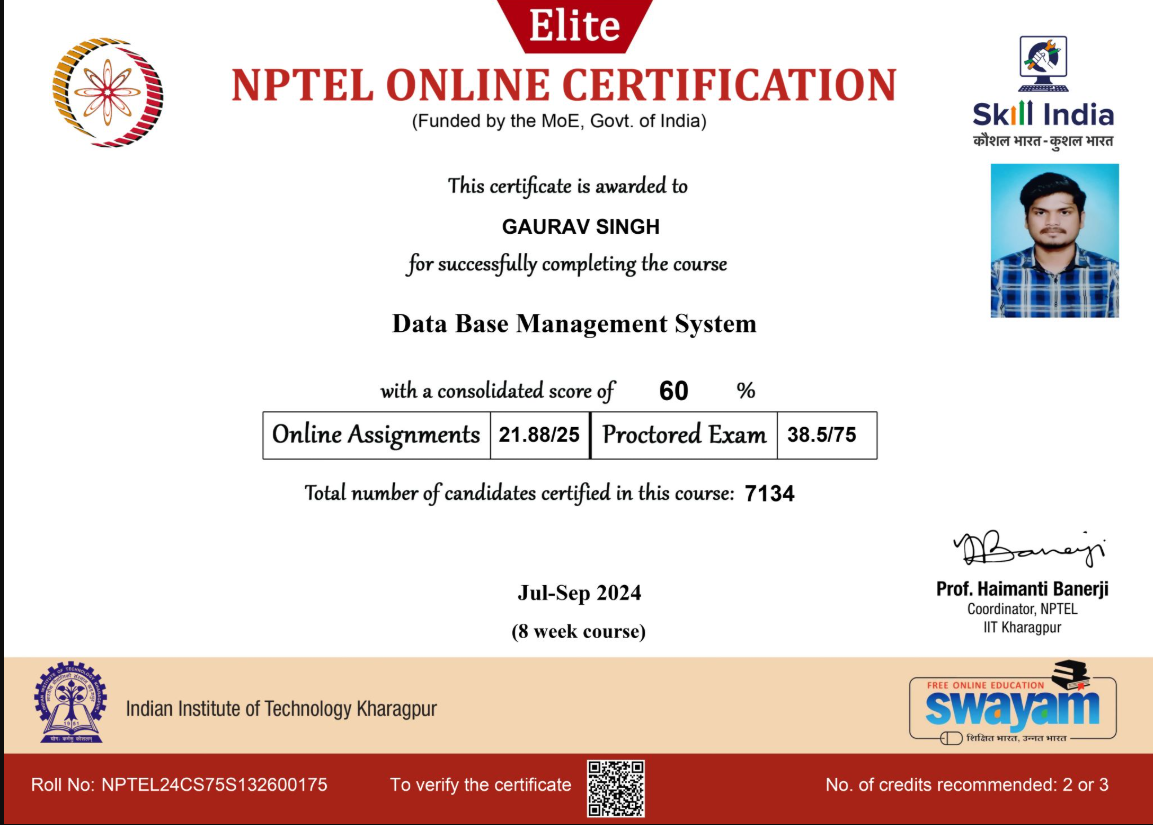 Elite
NPTEL ONLINE CERTIFICATION
(Funded by the MoE, Govt. of India)
Skill India
कौशल भारत - कुशल भारत
This certificate is awarded to
GAURAV SINGH
for successfully completing the course
Data Base Management System
with a consolidated score of 60 %
Online Assignments 21.88/25 Proctored Exam 38.5/75
Total number of candidates certified in this course: 7134
Jul-Sep 2024
(8 week course)
Prof. Haimanti Banerji
Coordinator, NPTEL
IIT Kharagpur
Indian Institute of Technology Kharagpur
FREE ONLINE EDUCATION
swayam
शिक्षित भारत, उन्नत भारत
Roll No: NPTEL24CS75S132600175
To verify the certificate
No. of credits recommended: 2 or 3